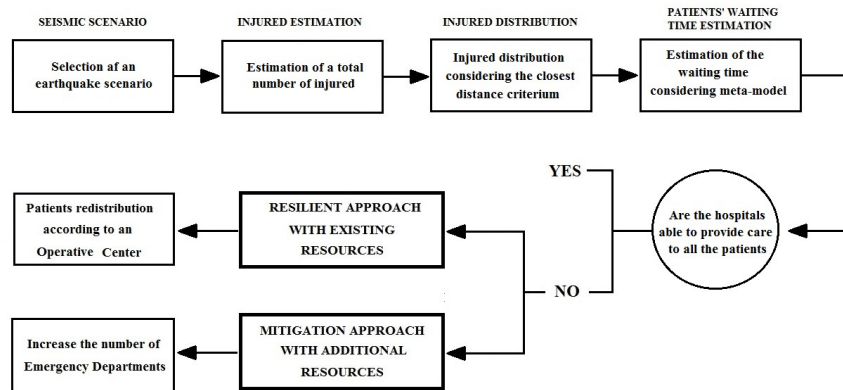 SEISMIC SCENARIO
INJURED ESTIMATION
INJURED DISTRIBUTION
PATIENTS' WAITING
TIME ESTIMATION
Selection af an
earthquake scenario
Estimation of a total
number of injured
Injured distribution
considering the closest
distance criterium
Estimation of the
waiting time
considering meta-model
YES
Are the hospitals
able to provide care
to all the patients
NO
RESILIENT APPROACH
WITH EXISTING
RESOURCES
Patients redistribution
according to an
Operative Center
MITIGATION APPROACH
WITH ADDITIONAL
RESOURCES
Increase the number of
Emergency Departments